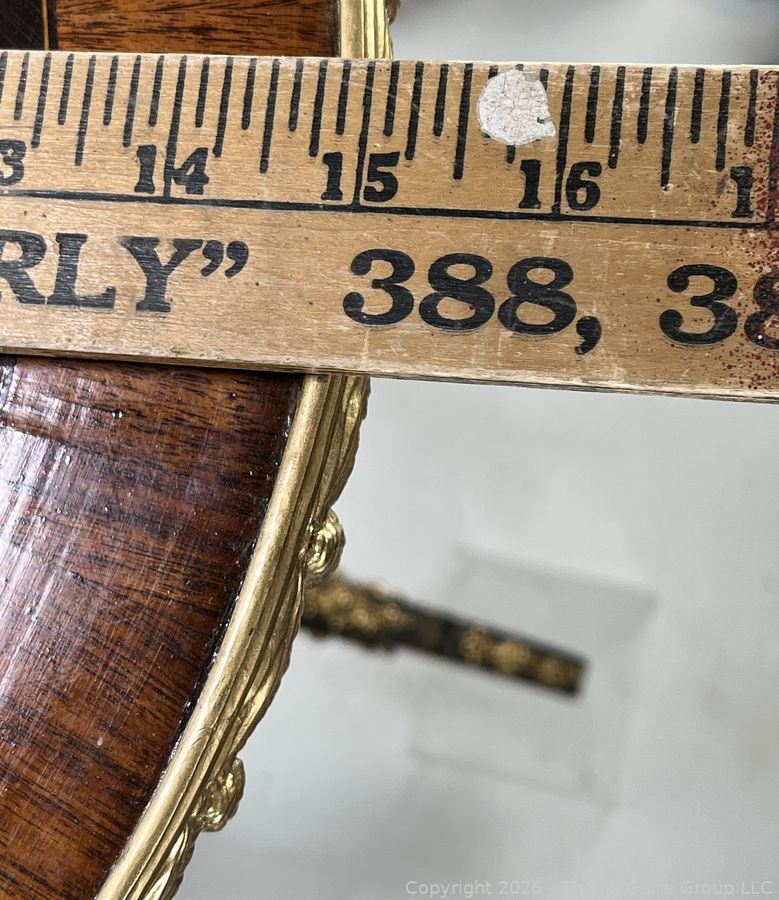 3 14 15 16 1
RLY” 388, 38
Copyright 2026 - The McGuire Group LLC